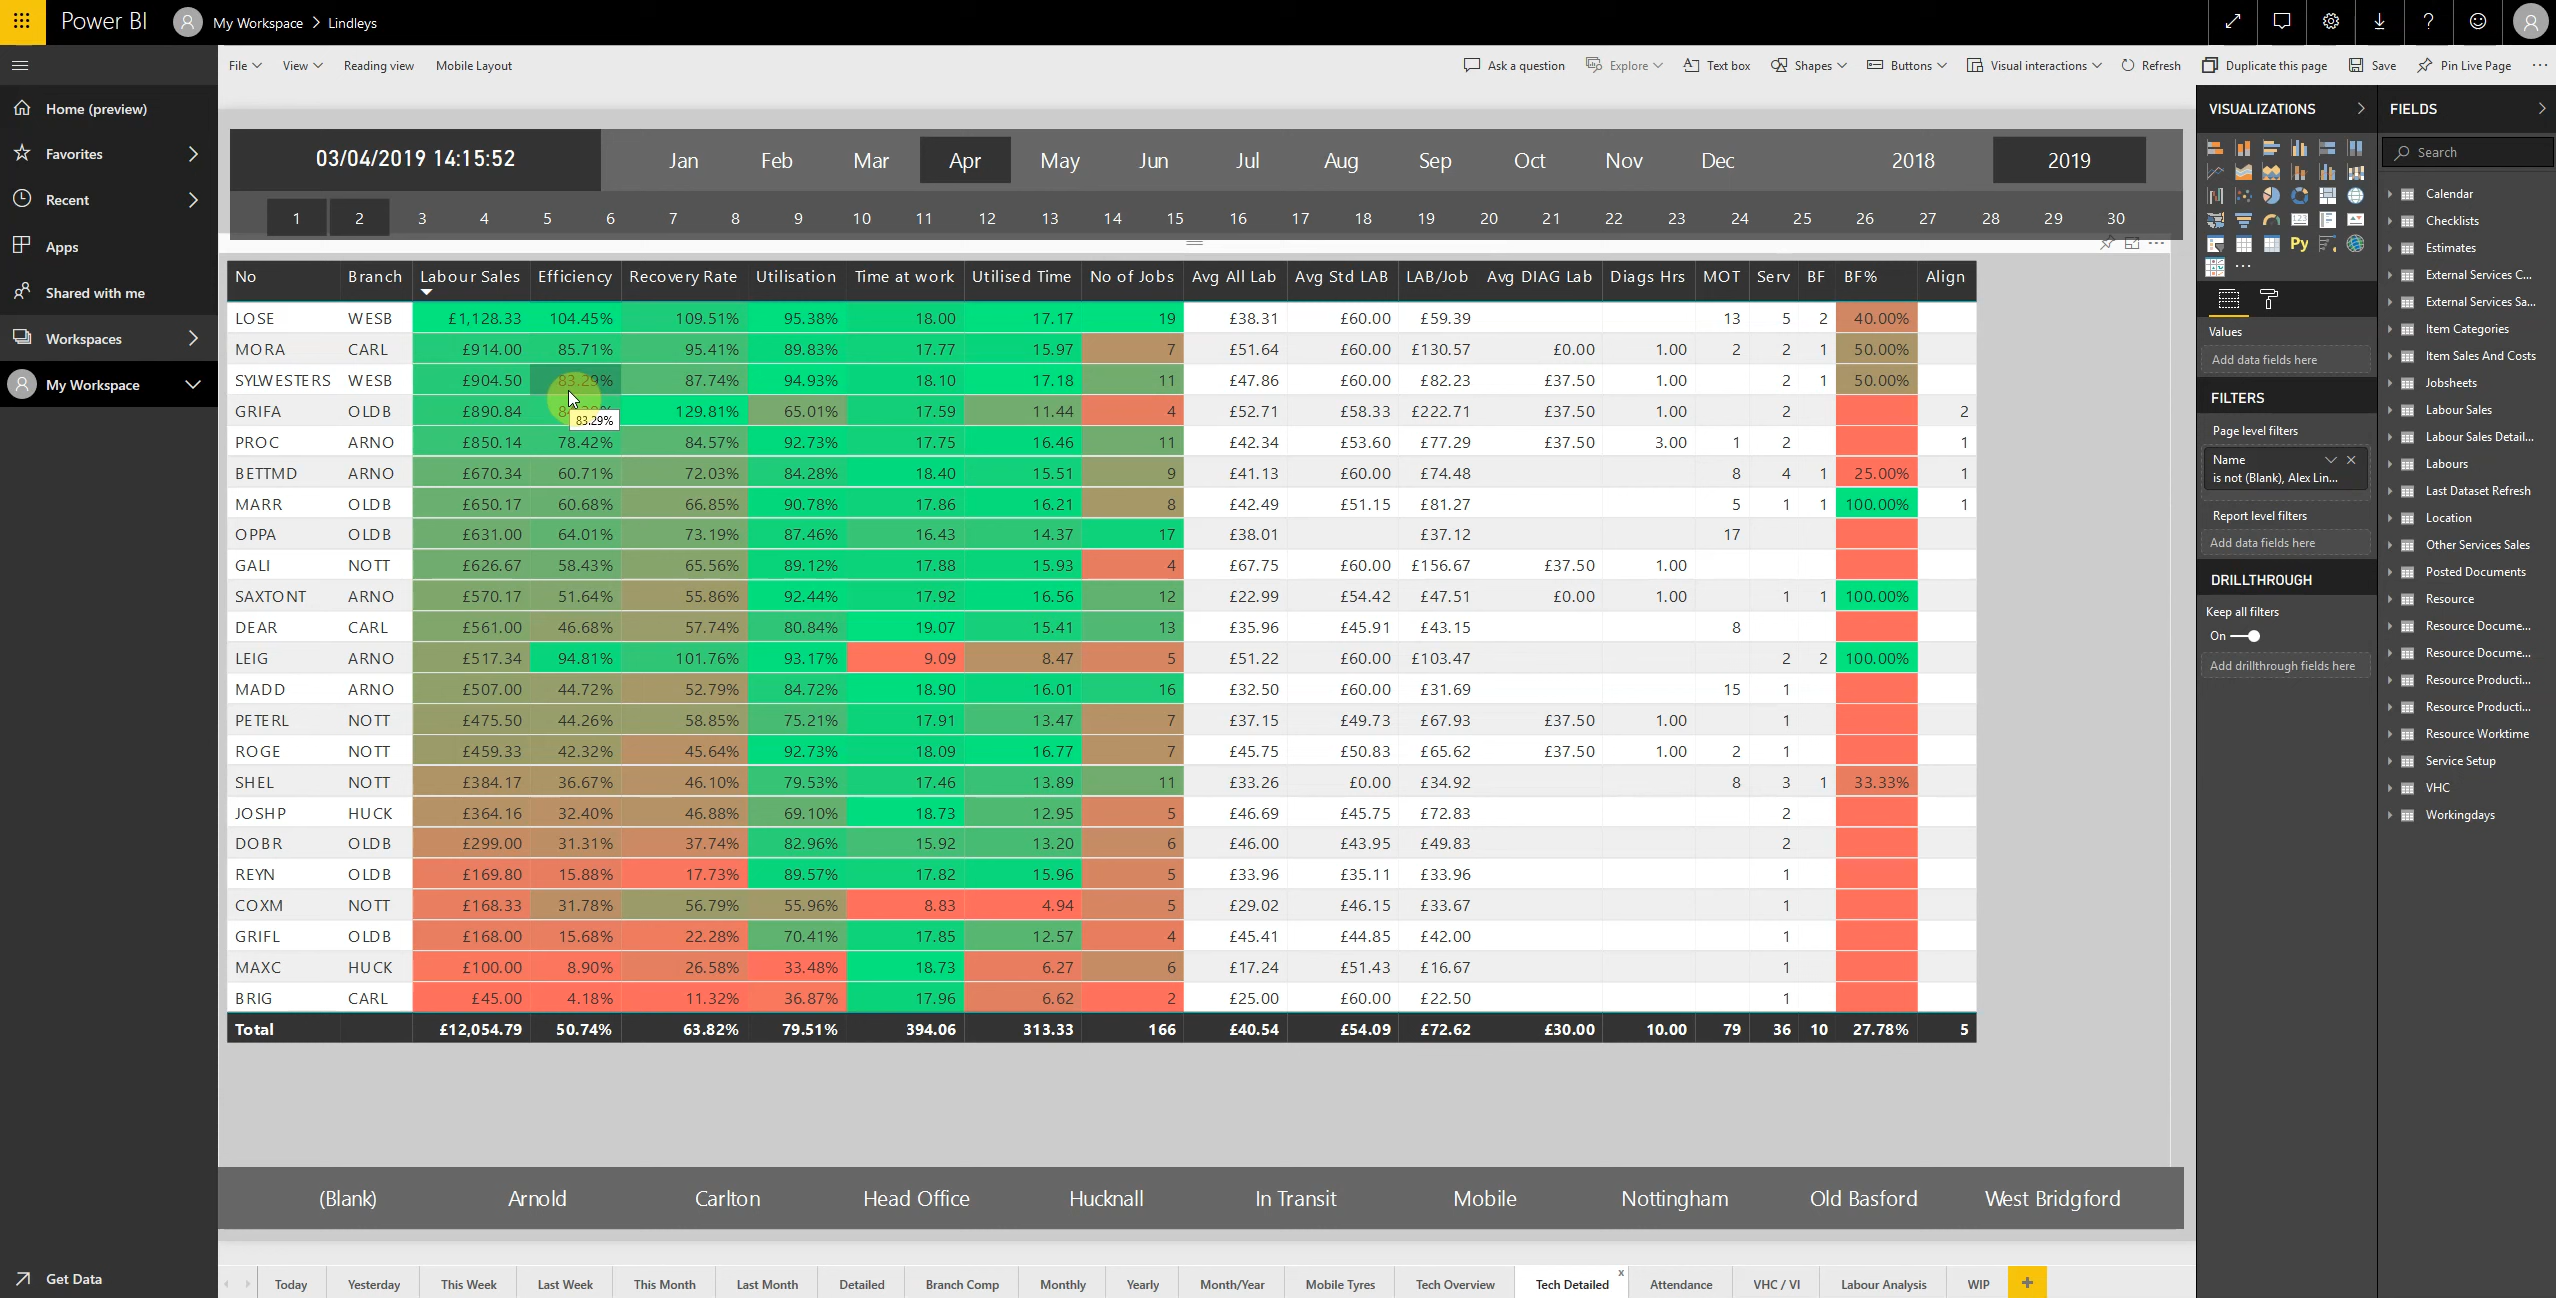 Power BI My Workspace > Lindleys ?
File View Reading view Mobile Layout Ask a question Explore Text box Shapes Buttons Visual interactions Refresh Duplicate this page Save Pin Live Page ...
Home (preview)
Favorites
Recent
Apps
Shared with me
Workspaces
My Workspace
Get Data
03/04/2019 14:15:52 Jan Feb Mar Apr May Jun Jul Aug Sep Oct Nov Dec 2018 2019
1 2 3 4 5 6 7 8 9 10 11 12 13 14 15 16 17 18 19 20 21 22 23 24 25 26 27 28 29 30
No Branch Labour Sales Efficiency Recovery Rate Utilisation Time at work Utilised Time No of Jobs Avg All Lab Avg Std LAB LAB/Job Avg DIAG Lab Diags Hrs MOT Serv BF BF% Align
LOSE WESB £1,128.33 104.45% 109.51% 95.38% 18.00 17.17 19 £38.31 £60.00 £59.39 13 5 2 40.00%
MORA CARL £914.00 85.71% 95.41% 89.83% 17.77 15.97 7 £51.64 £60.00 £130.57 £0.00 1.00 2 2 1 50.00%
SYLWESTERS WESB £904.50 83.29% 87.74% 94.93% 18.10 17.18 11 £47.86 £60.00 £82.23 £37.50 1.00 2 1 50.00%
GRIFA OLDB £890.84 129.81% 65.01% 17.59 11.44 4 £52.71 £58.33 £222.71 £37.50 1.00 2 2
83.29%
PROC ARNO £850.14 78.42% 84.57% 92.73% 17.75 16.46 11 £42.34 £53.60 £77.29 £37.50 3.00 1 2 1
BETTMD ARNO £670.34 60.71% 72.03% 84.28% 18.40 15.51 9 £41.13 £60.00 £74.48 8 4 1 25.00% 1
MARR OLDB £650.17 60.68% 66.85% 90.78% 17.86 16.21 8 £42.49 £51.15 £81.27 5 1 1 100.00% 1
OPPA OLDB £631.00 64.01% 73.19% 87.46% 16.43 14.37 17 £38.01 £37.12 17
GALI NOTT £626.67 58.43% 65.56% 89.12% 17.88 15.93 4 £67.75 £60.00 £156.67 £37.50 1.00
SAXTONT ARNO £570.17 51.64% 55.86% 92.44% 17.92 16.56 12 £22.99 £54.42 £47.51 £0.00 1.00 1 1 100.00%
DEAR CARL £561.00 46.68% 57.74% 80.84% 19.07 15.41 13 £35.96 £45.91 £43.15 8
LEIG ARNO £517.34 94.81% 101.76% 93.17% 9.09 8.47 5 £51.22 £60.00 £103.47 2 2 100.00%
MADD ARNO £507.00 44.72% 52.79% 84.72% 18.90 16.01 16 £32.50 £60.00 £31.69 15 1
PETERL NOTT £475.50 44.26% 58.85% 75.21% 17.91 13.47 7 £37.15 £49.73 £67.93 £37.50 1.00 1
ROGE NOTT £459.33 42.32% 45.64% 92.73% 18.09 16.77 7 £45.75 £50.83 £65.62 £37.50 1.00 2 1
SHEL NOTT £384.17 36.67% 46.10% 79.53% 17.46 13.89 11 £33.26 £0.00 £34.92 8 3 1 33.33%
JOSHP HUCK £364.16 32.40% 46.88% 69.10% 18.73 12.95 5 £46.69 £45.75 £72.83 2
DOBR OLDB £299.00 31.31% 37.74% 82.96% 15.92 13.20 6 £46.00 £43.95 £49.83 2
REYN OLDB £169.80 15.88% 17.73% 89.57% 17.82 15.96 5 £33.96 £35.11 £33.96 1
COXM NOTT £168.33 31.78% 56.79% 55.96% 8.83 4.94 5 £29.02 £46.15 £33.67 1
GRIFL OLDB £168.00 15.68% 22.28% 70.41% 17.85 12.57 4 £45.41 £44.85 £42.00 1
MAXC HUCK £100.00 8.90% 26.58% 33.48% 18.73 6.27 6 £17.24 £51.43 £16.67 1
BRIG CARL £45.00 4.18% 11.32% 36.87% 17.96 6.62 2 £25.00 £60.00 £22.50 1
Total £12,054.79 50.74% 63.82% 79.51% 394.06 313.33 166 £40.54 £54.09 £72.62 £30.00 10.00 79 36 10 27.78% 5
(Blank) Arnold Carlton Head Office Hucknall In Transit Mobile Nottingham Old Basford West Bridgford
Today Yesterday This Week Last Week This Month Last Month Detailed Branch Comp Monthly Yearly Month/Year Mobile Tyres Tech Overview Tech Detailed x Attendance VHC / VI Labour Analysis WIP +
VISUALIZATIONS
123
Py
...
Values
Add data fields here
FILTERS
Page level filters
Name
is not (Blank), Alex Lin...
Report level filters
Add data fields here
DRILLTHROUGH
Keep all filters
On
Add drillthrough fields here
FIELDS
Search
Calendar
Checklists
Estimates
External Services C...
External Services Sa...
Item Categories
Item Sales And Costs
Jobsheets
Labour Sales
Labour Sales Detail...
Labours
Last Dataset Refresh
Location
Other Services Sales
Posted Documents
Resource
Resource Docume...
Resource Docume...
Resource Producti...
Resource Producti...
Resource Worktime
Service Setup
VHC
Workingdays